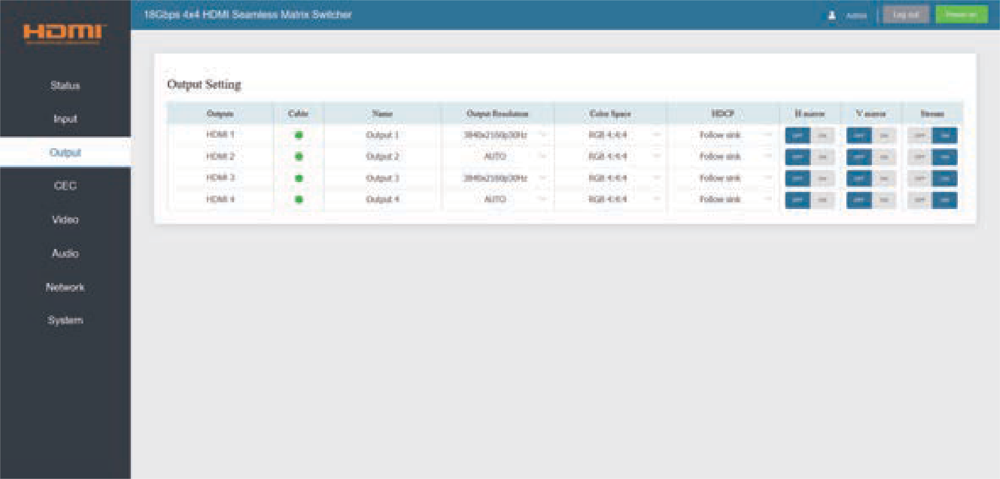 HDMI
18Gbps 4x4 HDMI Seamless Matrix Switcher
Admin
Log out
Power on
Status
Input
Output
CEC
Video
Audio
Network
System
Output Setting
Outputs Cable Name Output Resolution Color Space HDCP H mirror V mirror Stream
HDMI 1 Output 1 3840x2160p30Hz RGB 4:4:4 Follow sink OFF ON OFF ON OFF ON
HDMI 2 Output 2 AUTO RGB 4:4:4 Follow sink OFF ON OFF ON OFF ON
HDMI 3 Output 3 3840x2160p30Hz RGB 4:4:4 Follow sink OFF ON OFF ON OFF ON
HDMI 4 Output 4 AUTO RGB 4:4:4 Follow sink OFF ON OFF ON OFF ON